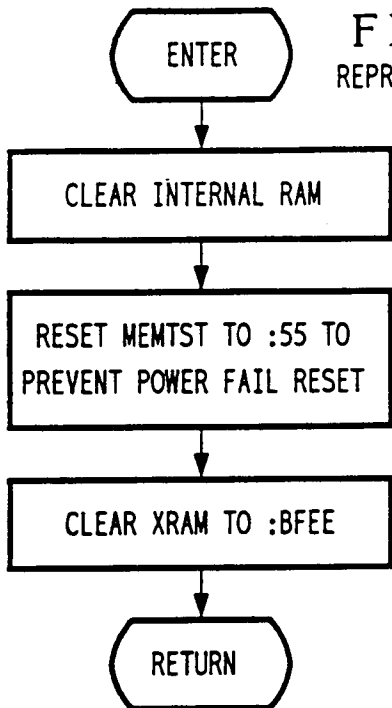 ENTER
CLEAR INTERNAL RAM
RESET MEMTST TO :55 TO
PREVENT POWER FAIL RESET
CLEAR XRAM TO :BFEE
RETURN